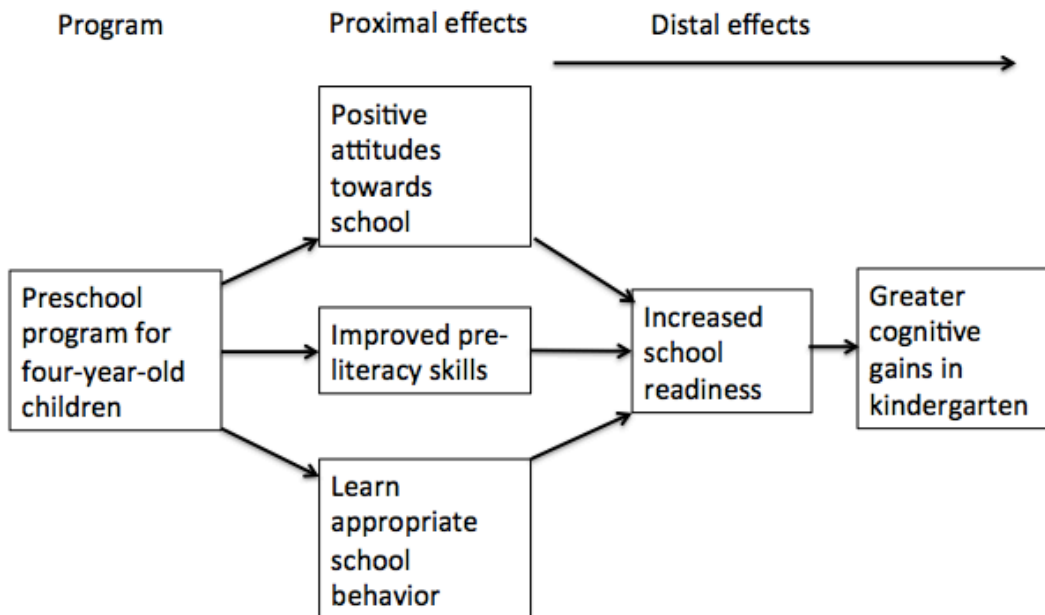 Program
Proximal effects
Distal effects
Positive
attitudes
towards
school
Preschool
program for
four-year-old
children
Improved pre-
literacy skills
Increased
school
readiness
Greater
cognitive
gains in
kindergarten
Learn
appropriate
school
behavior